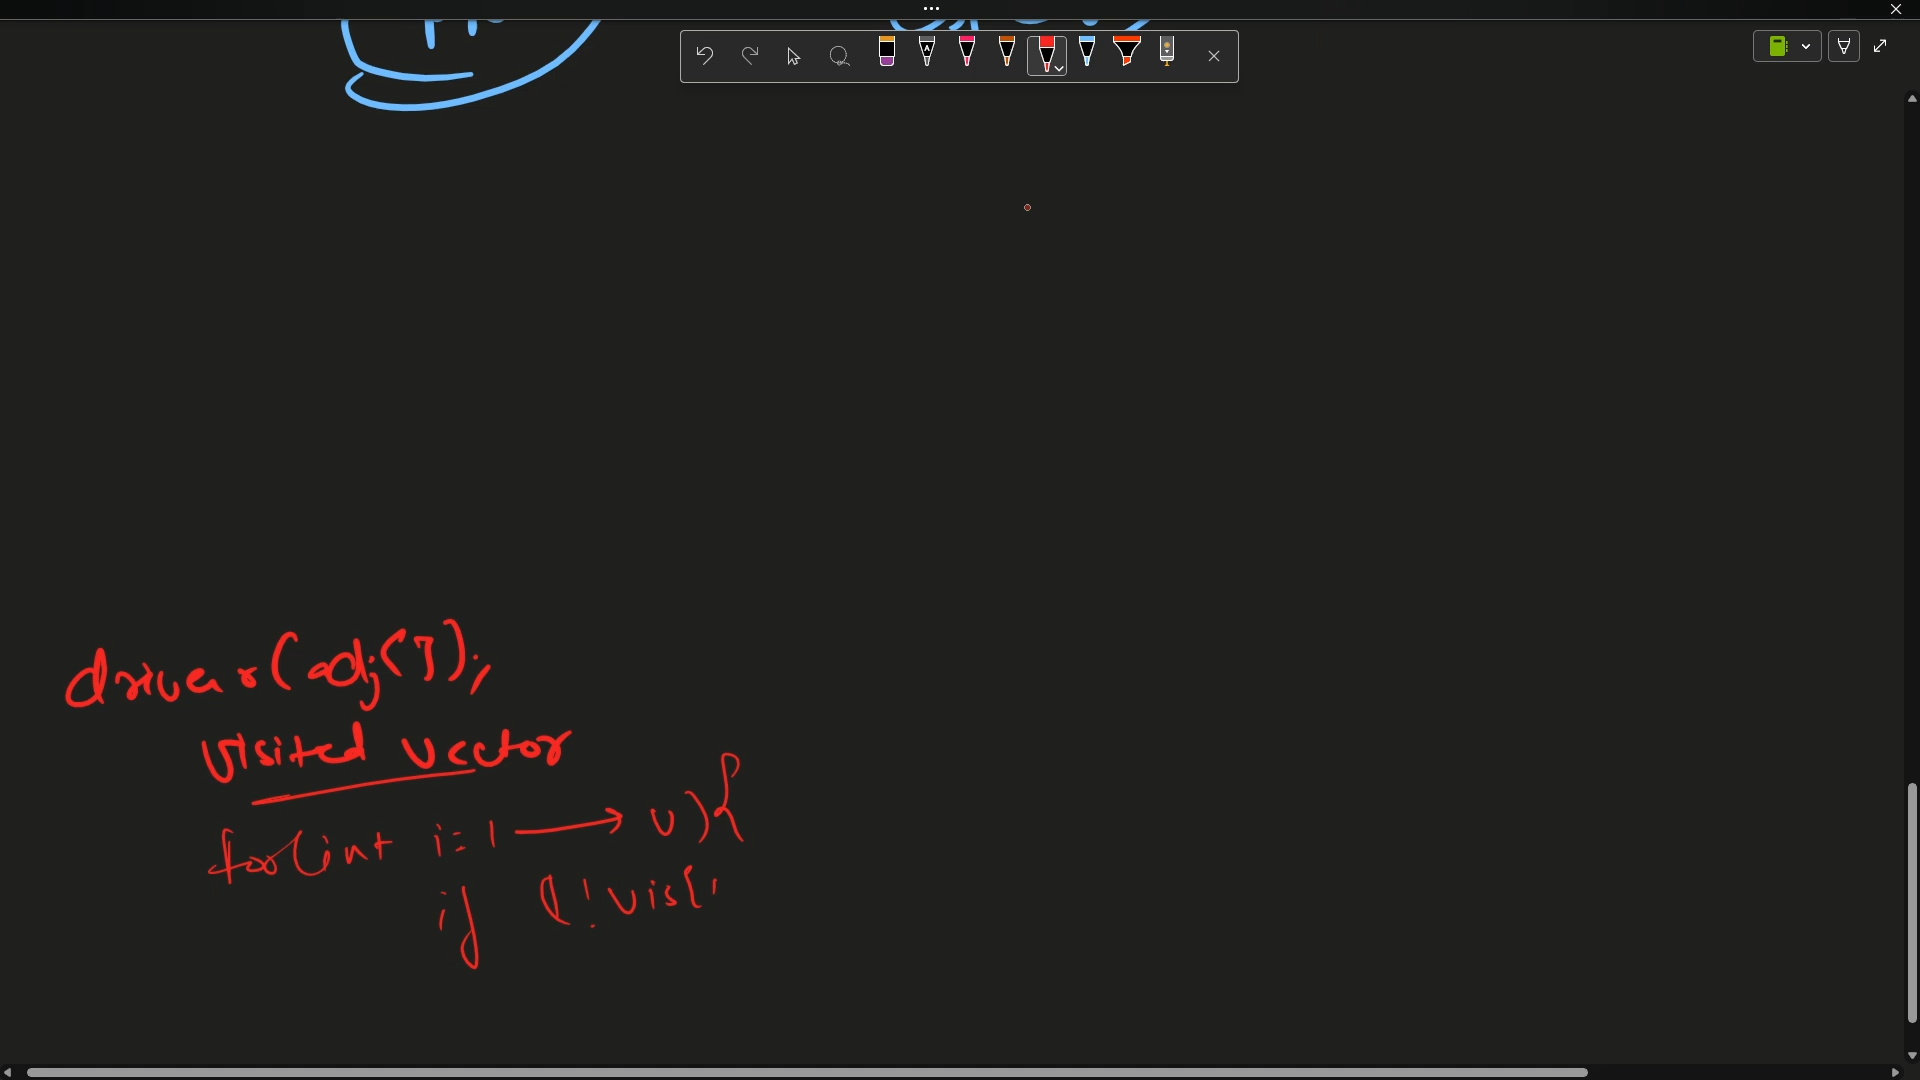 driver(adj[]);
visited vector
for(int i=1 → v){
if (!vis[i